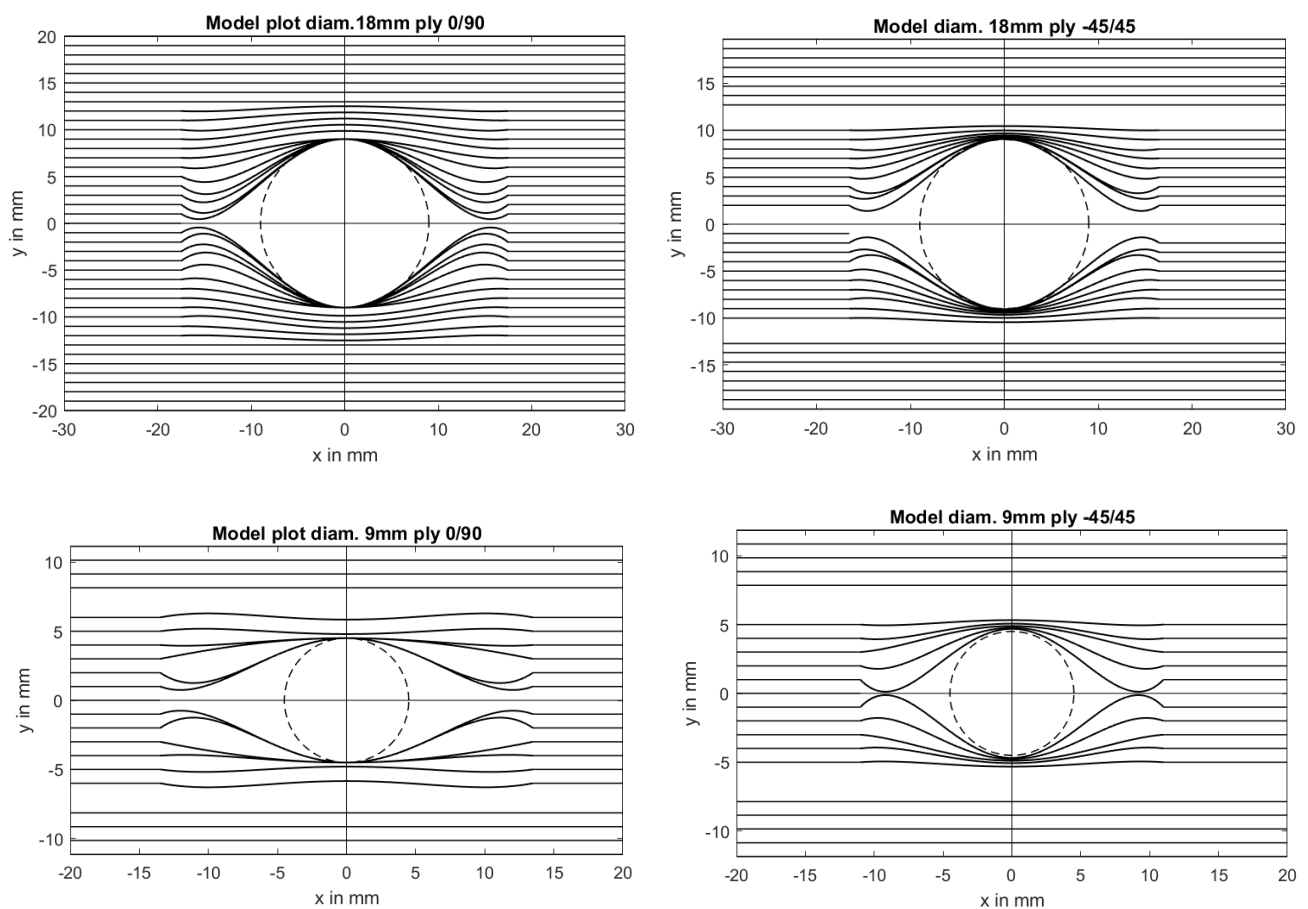 Model plot diam.18mm ply 0/90
20
15
10
5
0
-5
-10
-15
-20
y in mm
-30 -20 -10 0 10 20 30
x in mm
Model diam. 18mm ply -45/45
15
10
5
0
-5
-10
-15
y in mm
-30 -20 -10 0 10 20 30
x in mm
Model plot diam. 9mm ply 0/90
10
5
0
-5
-10
y in mm
-20 -15 -10 -5 0 5 10 15 20
x in mm
Model diam. 9mm ply -45/45
10
5
0
-5
-10
y in mm
-20 -15 -10 -5 0 5 10 15 20
x in mm